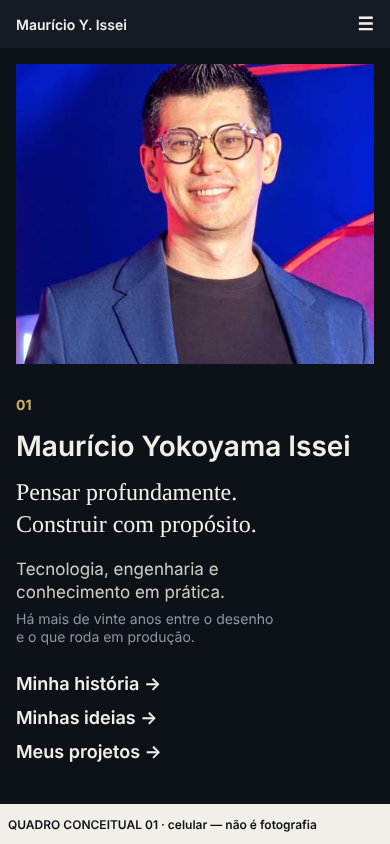 Maurício Y. Issei
01
Maurício Yokoyama Issei
Pensar profundamente.
Construir com propósito.
Tecnologia, engenharia e
conhecimento em prática.
Há mais de vinte anos entre o desenho
e o que roda em produção.
Minha história →
Minhas ideias →
Meus projetos →
QUADRO CONCEITUAL 01 · celular — não é fotografia